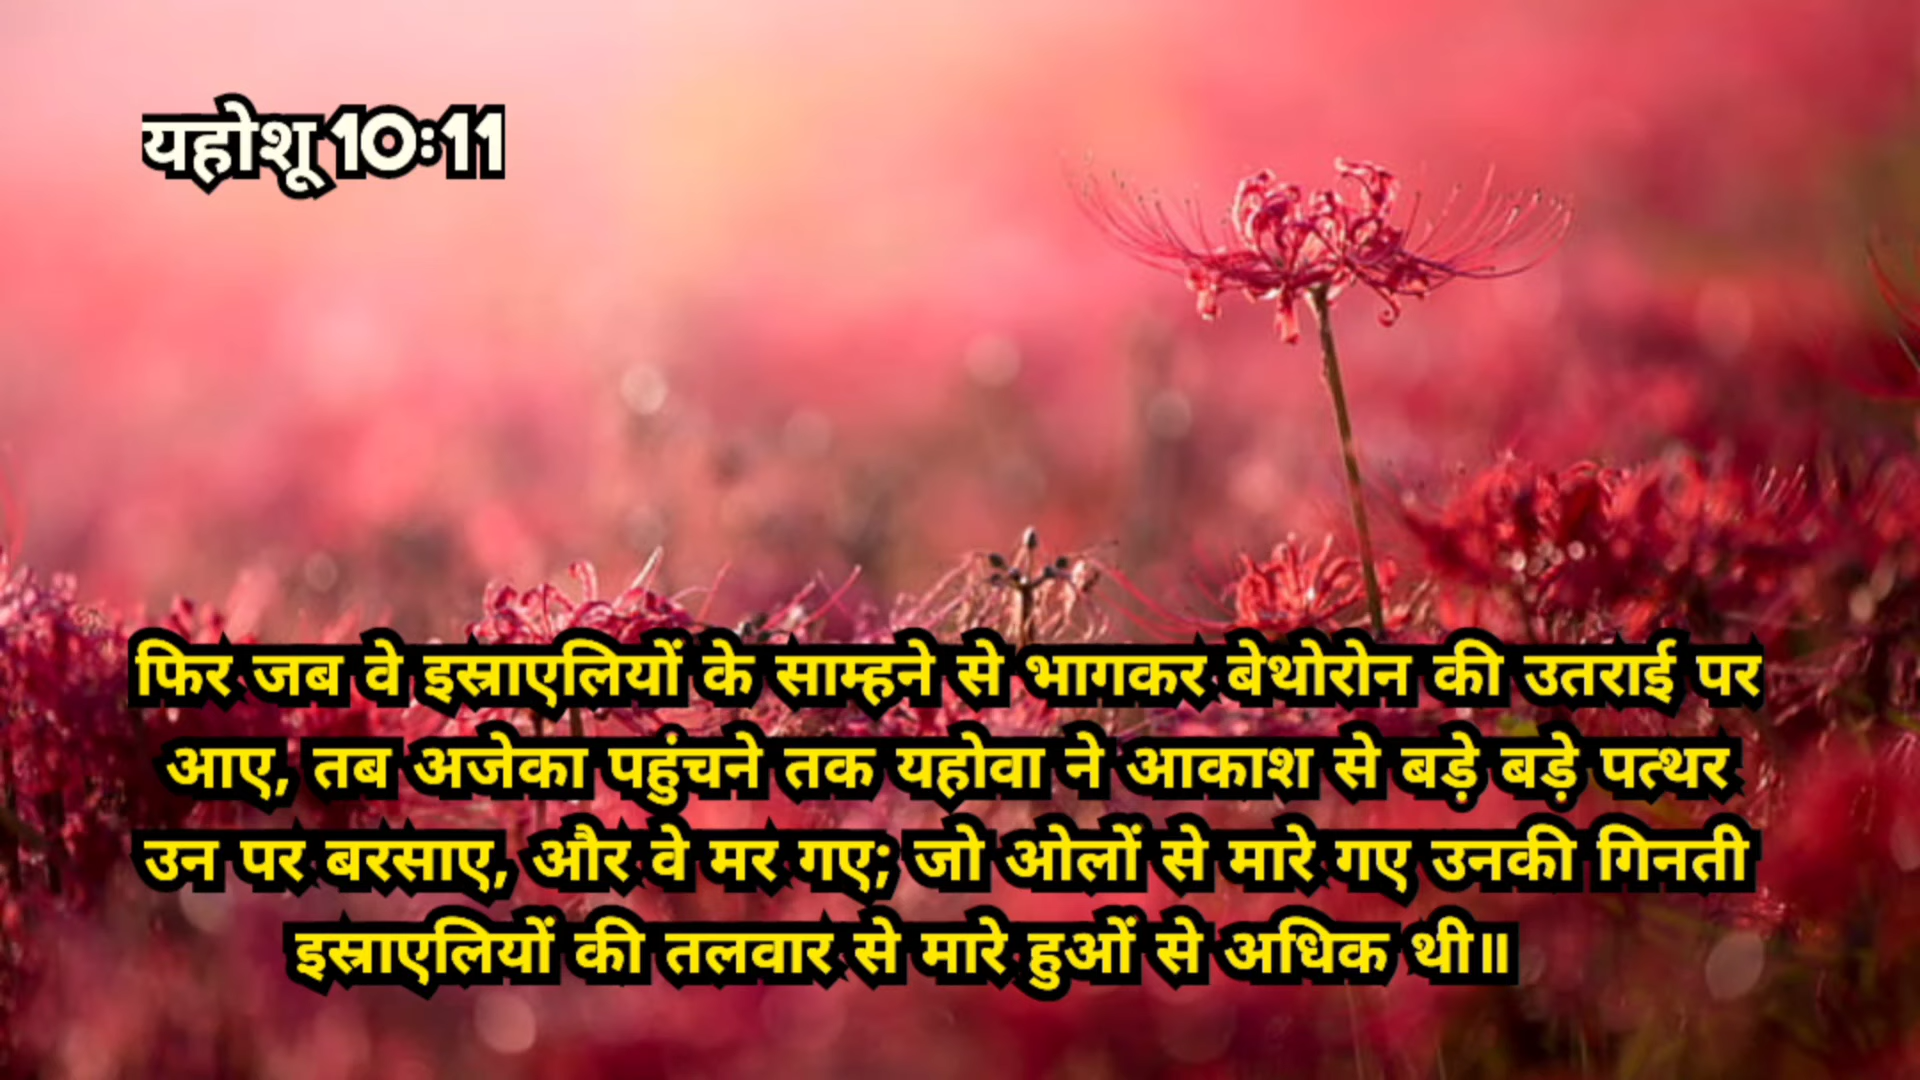 यहोशू 10:11
फिर जब वे इस्राएलियों के साम्हने से भागकर बेथोरोन की उतराई पर
आए, तब अजेका पहुंचने तक यहोवा ने आकाश से बड़े बड़े पत्थर
उन पर बरसाए, और वे मर गए; जो ओलों से मारे गए उनकी गिनती
इस्राएलियों की तलवार से मारे हुओं से अधिक थी॥